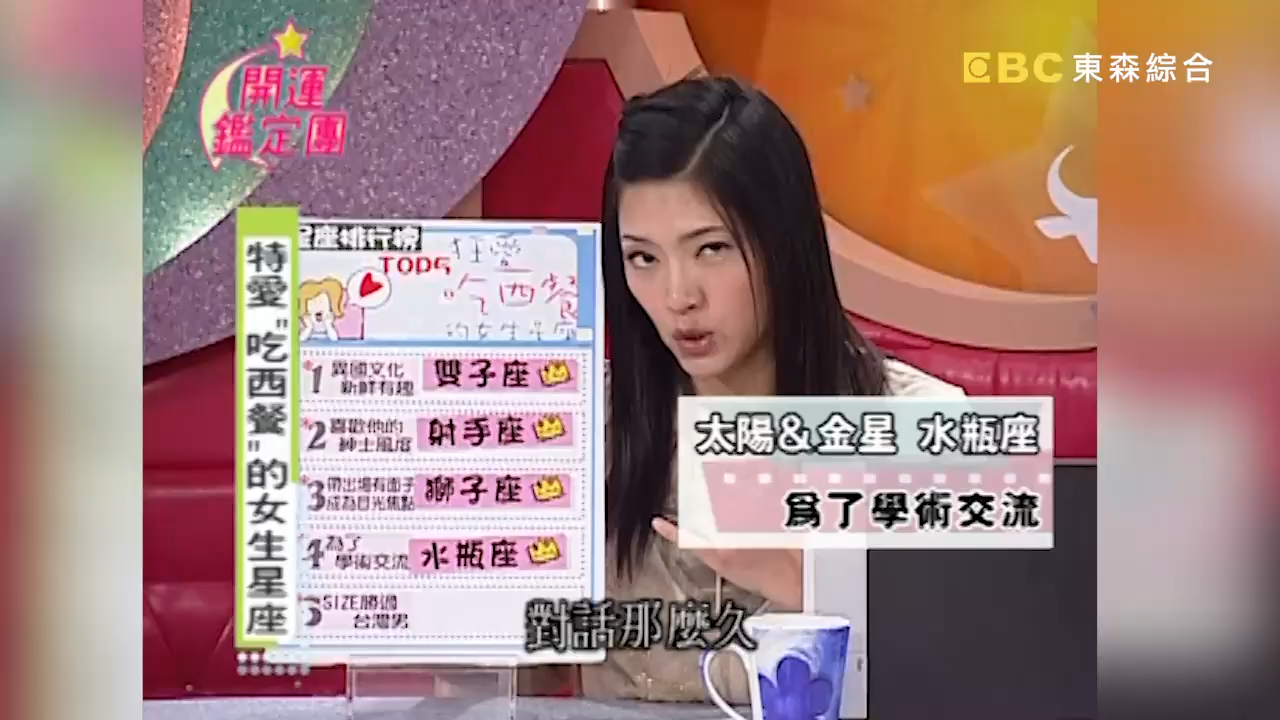 開運
鑑定團
EBC 東森綜合
特愛"吃西餐"的女生星座
星座排行榜
TOP5
狂愛
吃西餐
的女生星座
1 異國文化
新鮮有趣
雙子座
2 喜歡他的
紳士風度
射手座
3 帶出場有面子
成為目光焦點
獅子座
4 為了
學術交流
水瓶座
5 SIZE勝過
台灣男
太陽&金星 水瓶座
為了學術交流
對話那麼久